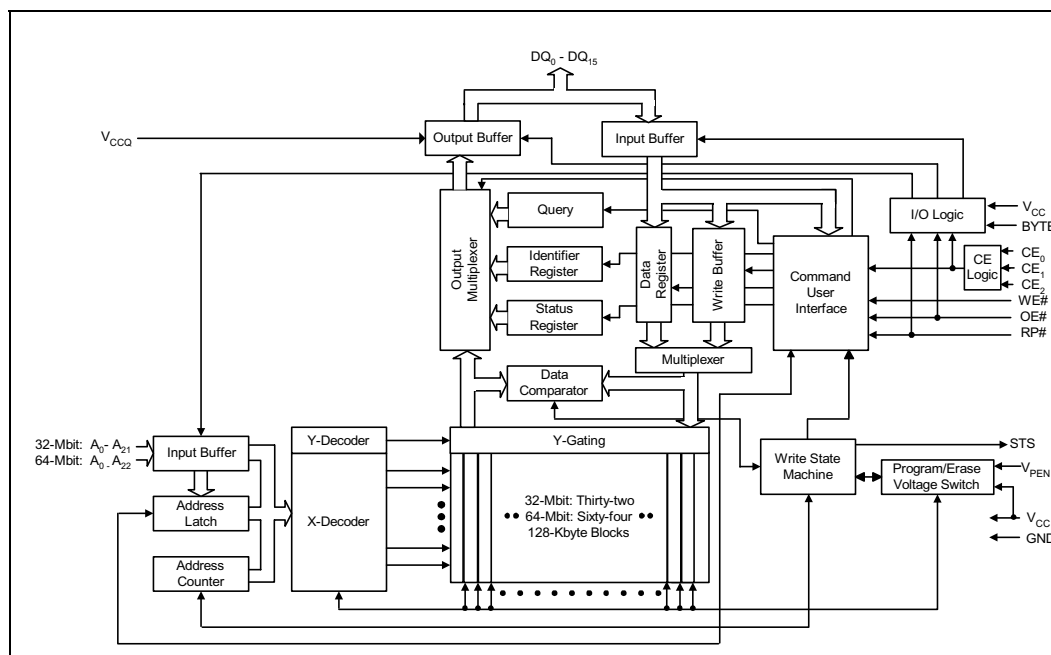 DQ0 - DQ15
VCCQ
Output Buffer
Input Buffer
Output
Multiplexer
Query
Identifier
Register
Status
Register
Data
Register
Write Buffer
Multiplexer
Data
Comparator
Command
User
Interface
I/O Logic
VCC
BYTE
CE
Logic
CE0
CE1
CE2
WE#
OE#
RP#
32-Mbit: A0- A21
64-Mbit: A0 - A22
Input Buffer
Address
Latch
Address
Counter
Y-Decoder
X-Decoder
Y-Gating
32-Mbit: Thirty-two
64-Mbit: Sixty-four
128-Kbyte Blocks
Write State
Machine
STS
Program/Erase
Voltage Switch
VPEN
VCC
GND